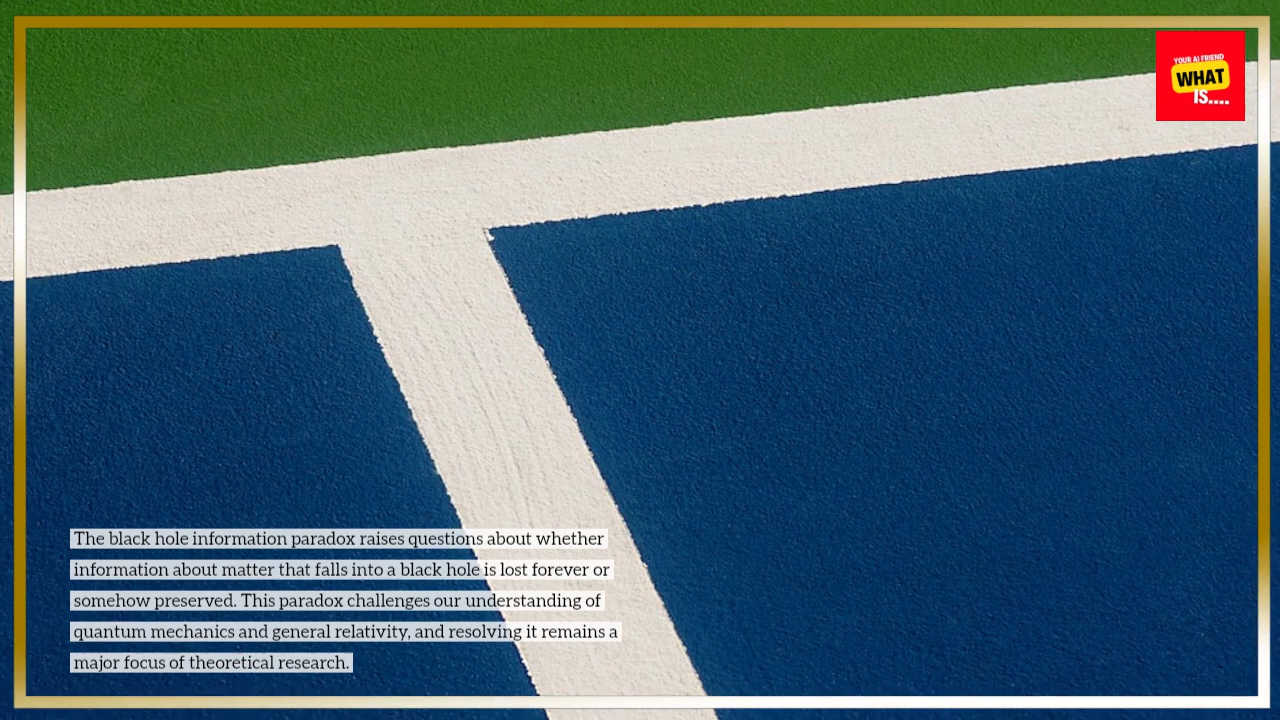 YOUR AI FRIEND
WHAT
IS....
The black hole information paradox raises questions about whether
information about matter that falls into a black hole is lost forever or
somehow preserved. This paradox challenges our understanding of
quantum mechanics and general relativity, and resolving it remains a
major focus of theoretical research.